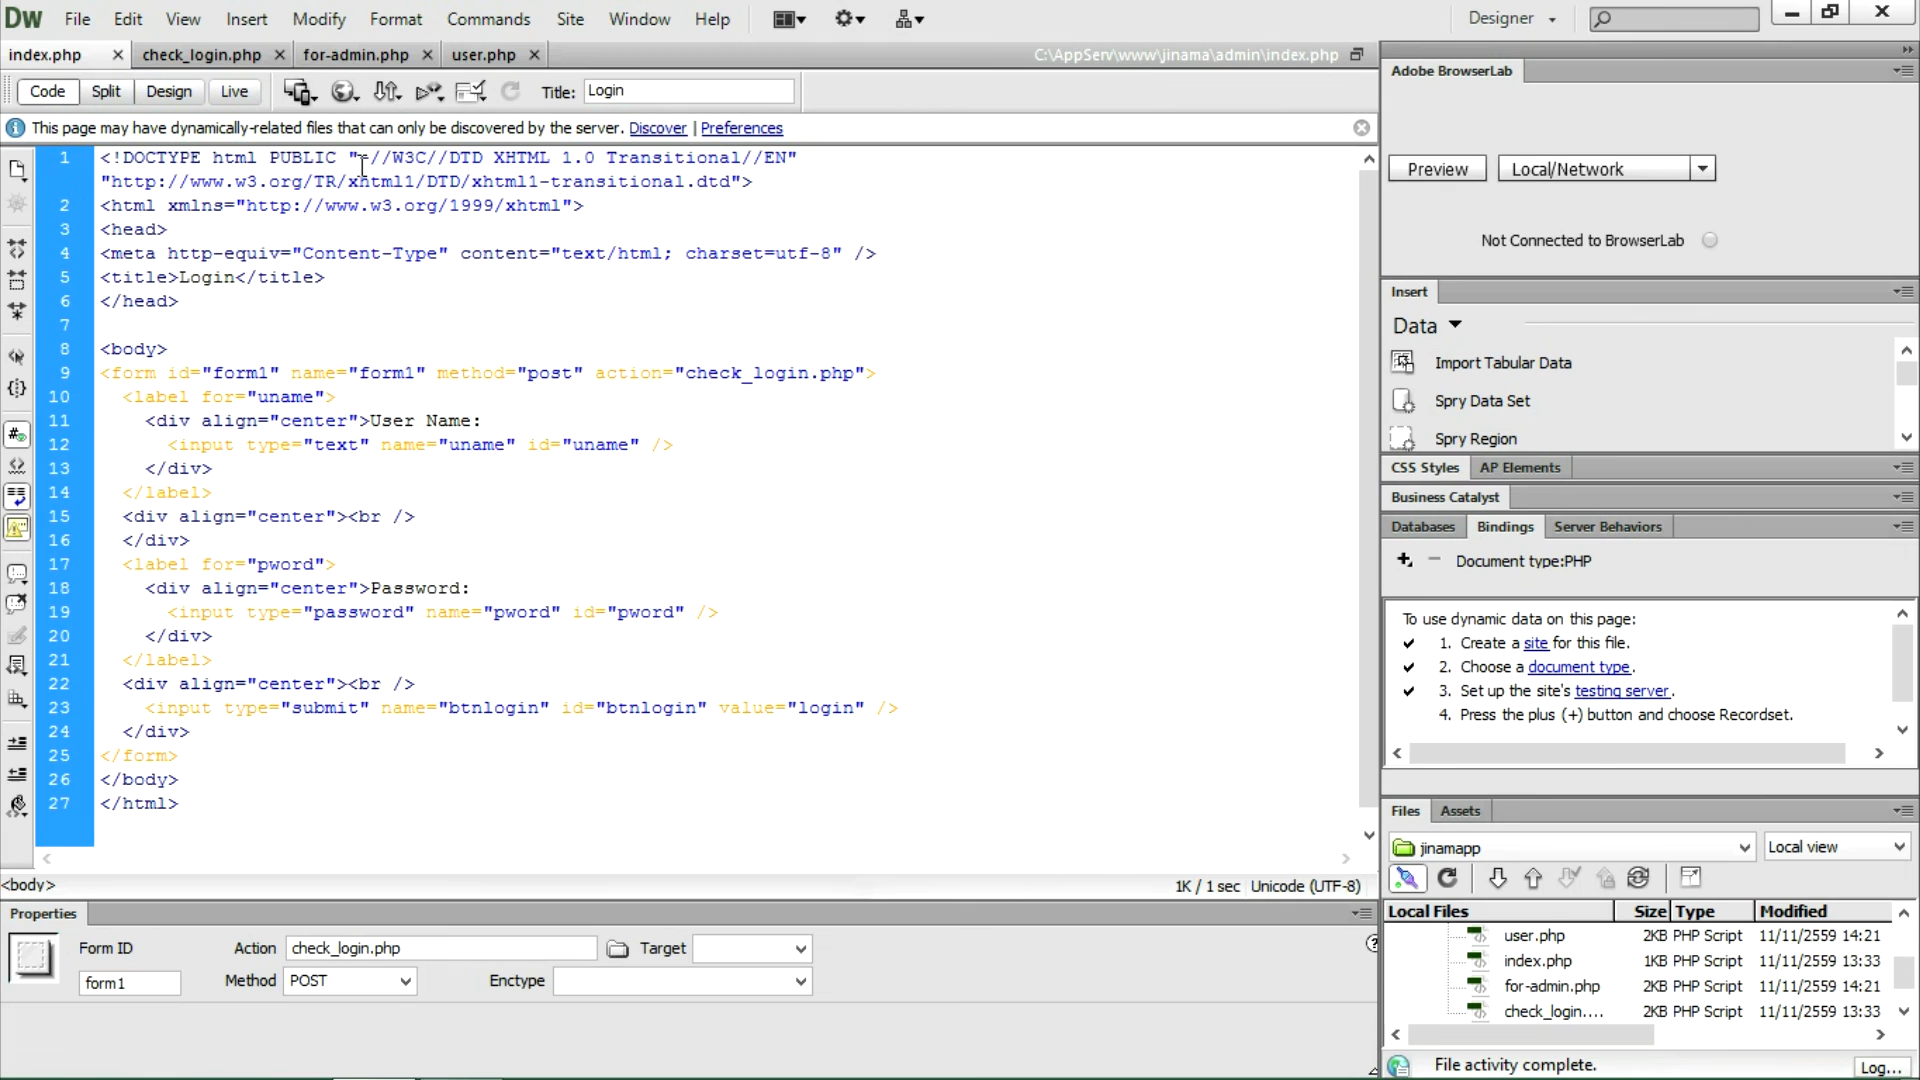 Dw File Edit View Insert Modify Format Commands Site Window Help Designer
index.php check_login.php for-admin.php user.php C:\AppServ\www\jinama\admin\index.php
Code Split Design Live Title: Login
This page may have dynamically-related files that can only be discovered by the server. Discover | Preferences
1 <!DOCTYPE html PUBLIC "-//W3C//DTD XHTML 1.0 Transitional//EN"
"http://www.w3.org/TR/xhtml1/DTD/xhtml1-transitional.dtd">
2 <html xmlns="http://www.w3.org/1999/xhtml">
3 <head>
4 <meta http-equiv="Content-Type" content="text/html; charset=utf-8" />
5 <title>Login</title>
6 </head>
7
8 <body>
9 <form id="form1" name="form1" method="post" action="check_login.php">
10 <label for="uname">
11 <div align="center">User Name:
12 <input type="text" name="uname" id="uname" />
13 </div>
14 </label>
15 <div align="center"><br />
16 </div>
17 <label for="pword">
18 <div align="center">Password:
19 <input type="password" name="pword" id="pword" />
20 </div>
21 </label>
22 <div align="center"><br />
23 <input type="submit" name="btnlogin" id="btnlogin" value="login" />
24 </div>
25 </form>
26 </body>
27 </html>
<body> 1K / 1 sec Unicode (UTF-8)
Properties
Form ID Action check_login.php Target
form1 Method POST Enctype
Adobe BrowserLab
Preview Local/Network
Not Connected to BrowserLab
Insert
Data
Import Tabular Data
Spry Data Set
Spry Region
CSS Styles AP Elements
Business Catalyst
Databases Bindings Server Behaviors
Document type:PHP
To use dynamic data on this page:
1. Create a site for this file.
2. Choose a document type.
3. Set up the site's testing server.
4. Press the plus (+) button and choose Recordset.
Files Assets
jinamapp Local view
Local Files Size Type Modified
user.php 2KB PHP Script 11/11/2559 14:21
index.php 1KB PHP Script 11/11/2559 13:33
for-admin.php 2KB PHP Script 11/11/2559 14:21
check_login.... 2KB PHP Script 11/11/2559 13:33
File activity complete. Log...